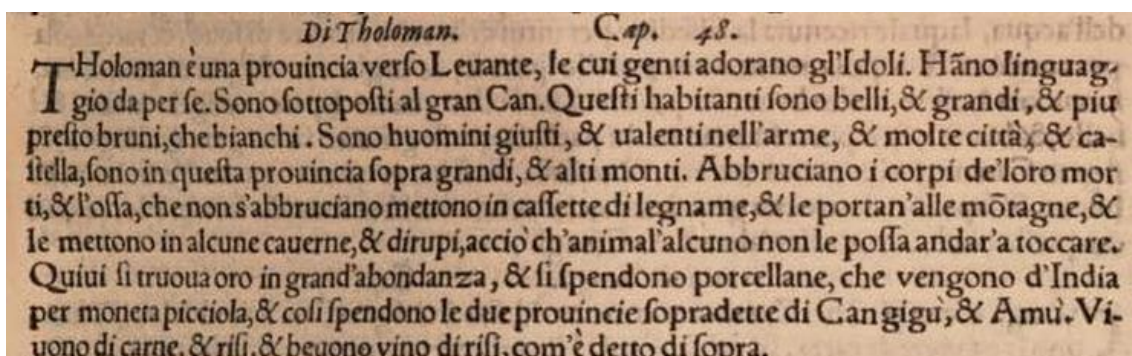 Di Tholoman. Cap. 48.
THoloman è una prouincia verſo Leuante, le cui genti adorano gl'Idoli. Hãno linguag-
gio da per ſe. Sono ſottopoſti al gran Can. Queſti habitanti ſono belli, & grandi, & piu
preſto bruni, che bianchi. Sono huomini giuſti, & ualenti nell'arme, & molte città, & ca-
ſtella, ſono in queſta prouincia ſopra grandi, & alti monti. Abbruciano i corpi de'loro mor
ti, & l'oſſa, che non s'abbruciano mettono in caſſette di legname, & le portan'alle mõtagne, &
le mettono in alcune cauerne, & dirupi, accio ch'animal'alcuno non le poſſa andar'a toccare.
Quiui ſi truoua oro in grand'abondanza, & ſi ſpendono porcellane, che vengono d'India
per moneta picciola, & coſi ſpendono le due prouincie ſopradette di Cangigù, & Amù. Vi-
uono di carne, & riſi, & beuono vino di riſi, com'è detto di ſopra.